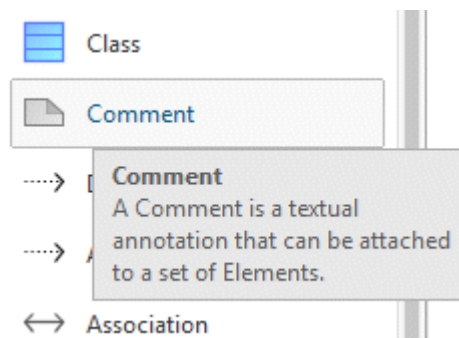 Class
Comment
Comment
A Comment is a textual
annotation that can be attached
to a set of Elements.
Association